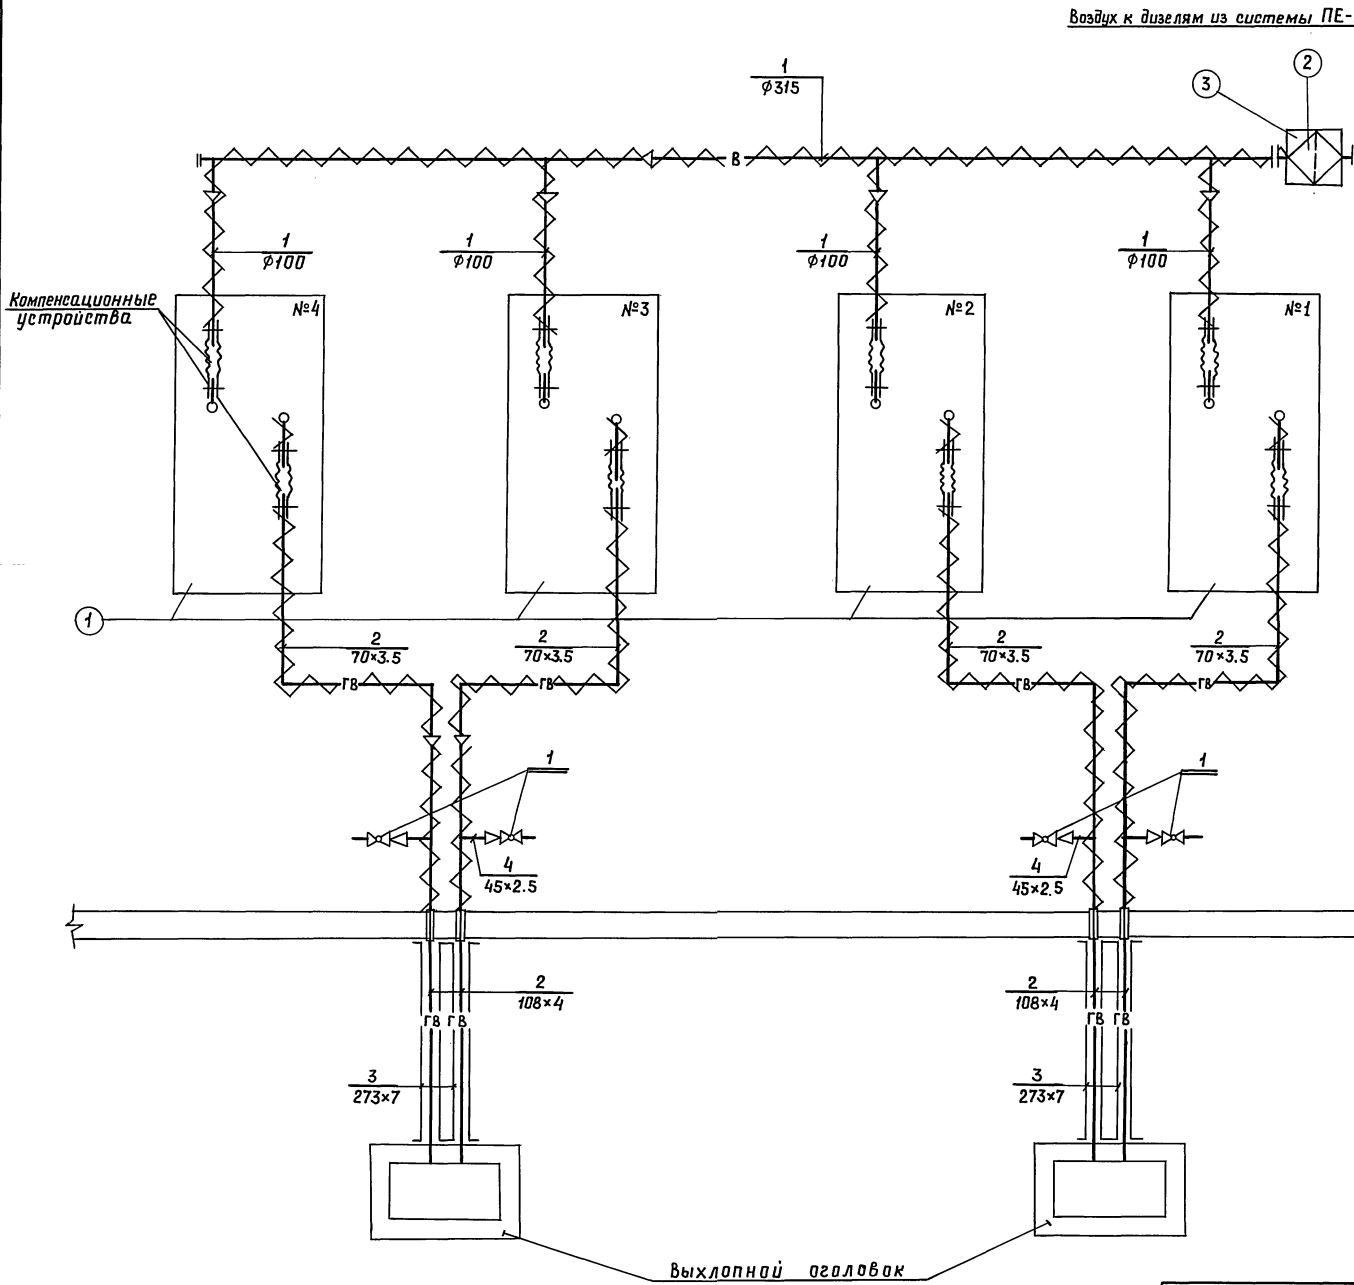 Воздух к дизелям из системы ПЕ-
1
ф315
3
2
В
1
ф100
1
ф100
1
ф100
1
ф100
Компенсационные
устройства
№4
№3
№2
№1
1
2
70×3.5
2
70×3.5
2
70×3.5
2
70×3.5
ГВ
ГВ
ГВ
ГВ
1
1
4
45×2.5
4
45×2.5
2
108×4
2
108×4
ГВ ГВ
ГВ ГВ
3
273×7
3
273×7
Выхлопной оголовок